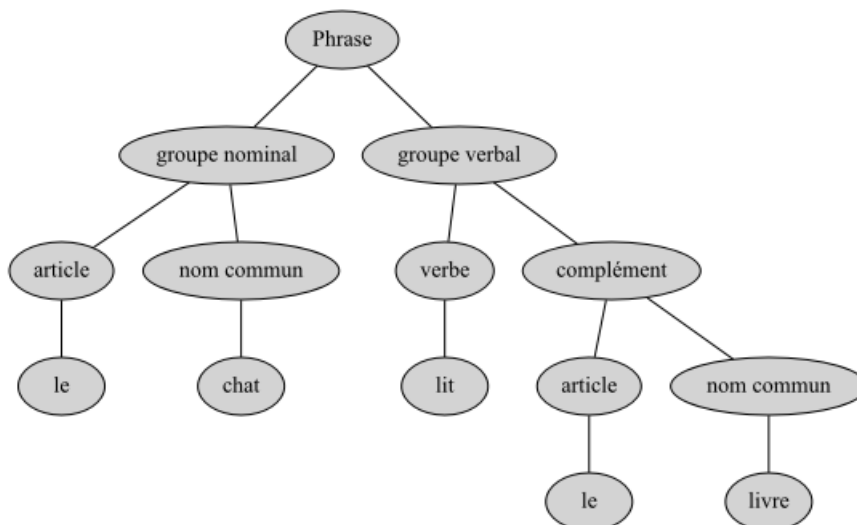 Phrase
groupe nominal
groupe verbal
article
nom commun
verbe
complément
le
chat
lit
article
nom commun
le
livre